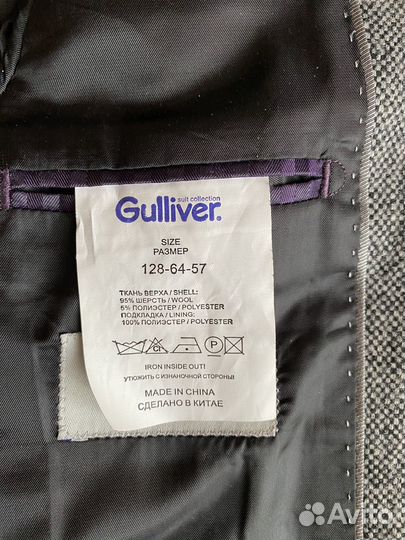 suit collection
Gulliver.
SIZE
РАЗМЕР
128-64-57
ТКАНЬ ВЕРХА / SHELL:
95% ШЕРСТЬ / WOOL
5% ПОЛИЭСТЕР / POLYESTER
ПОДКЛАДКА / LINING:
100% ПОЛИЭСТЕР / POLYESTER
P
IRON INSIDE OUT!
УТЮЖИТЬ С ИЗНАНОЧНОЙ СТОРОНЫ!
MADE IN CHINA
СДЕЛАНО В КИТАЕ
Avito